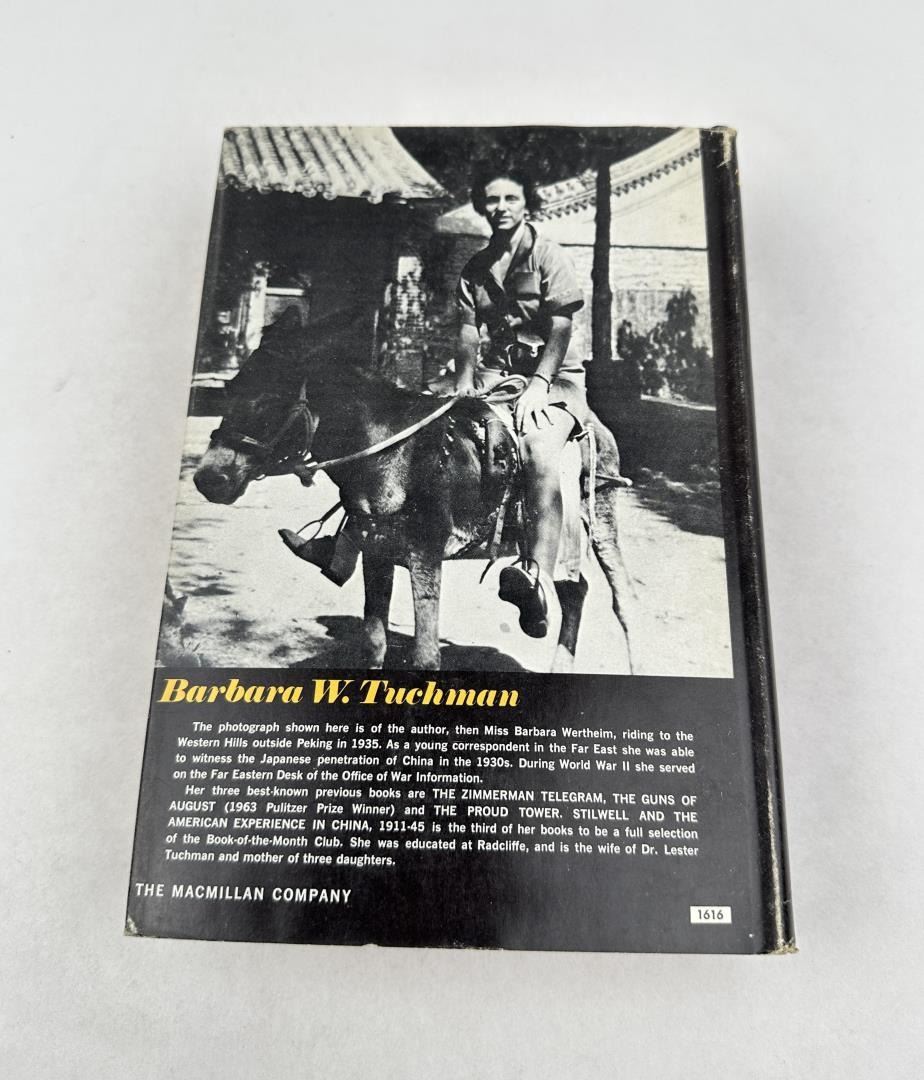 Barbara W. Tuchman
The photograph shown here is of the author, then Miss Barbara Wertheim, riding to the
Western Hills outside Peking in 1935. As a young correspondent in the Far East she was able
to witness the Japanese penetration of China in the 1930s. During World War II she served
on the Far Eastern Desk of the Office of War Information.
Her three best-known previous books are THE ZIMMERMAN TELEGRAM, THE GUNS OF
AUGUST (1963 Pulitzer Prize Winner) and THE PROUD TOWER. STILWELL AND THE
AMERICAN EXPERIENCE IN CHINA, 1911-45 is the third of her books to be a full selection
of the Book-of-the-Month Club. She was educated at Radcliffe, and is the wife of Dr. Lester
Tuchman and mother of three daughters.
THE MACMILLAN COMPANY
1616